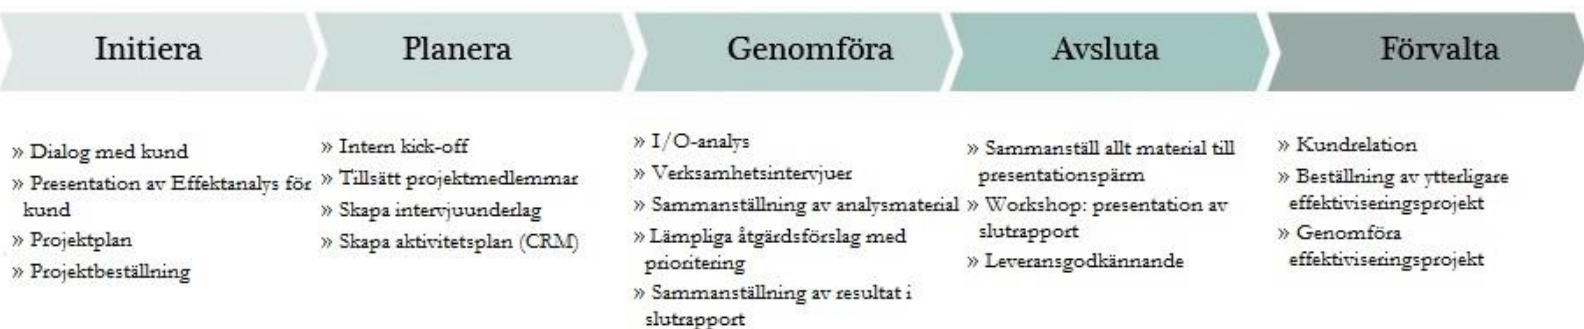 Initiera
Planera
Genomföra
Avsluta
Förvalta
» Dialog med kund
» Presentation av Effektanalys för
kund
» Projektplan
» Projektbeställning
» Intern kick-off
» Tillsätt projektmedlemmar
» Skapa intervjuunderlag
» Skapa aktivitetsplan (CRM)
» I/O-analys
» Verksamhetsintervjuer
» Sammanställning av analysmaterial
» Lämpliga åtgärdsförslag med
prioritering
» Sammanställning av resultat i
slutrapport
» Sammanställ allt material till
presentationspärm
» Workshop: presentation av
slutrapport
» Leveransgodkännande
» Kundrelation
» Beställning av ytterligare
effektiviseringsprojekt
» Genomföra
effektiviseringsprojekt